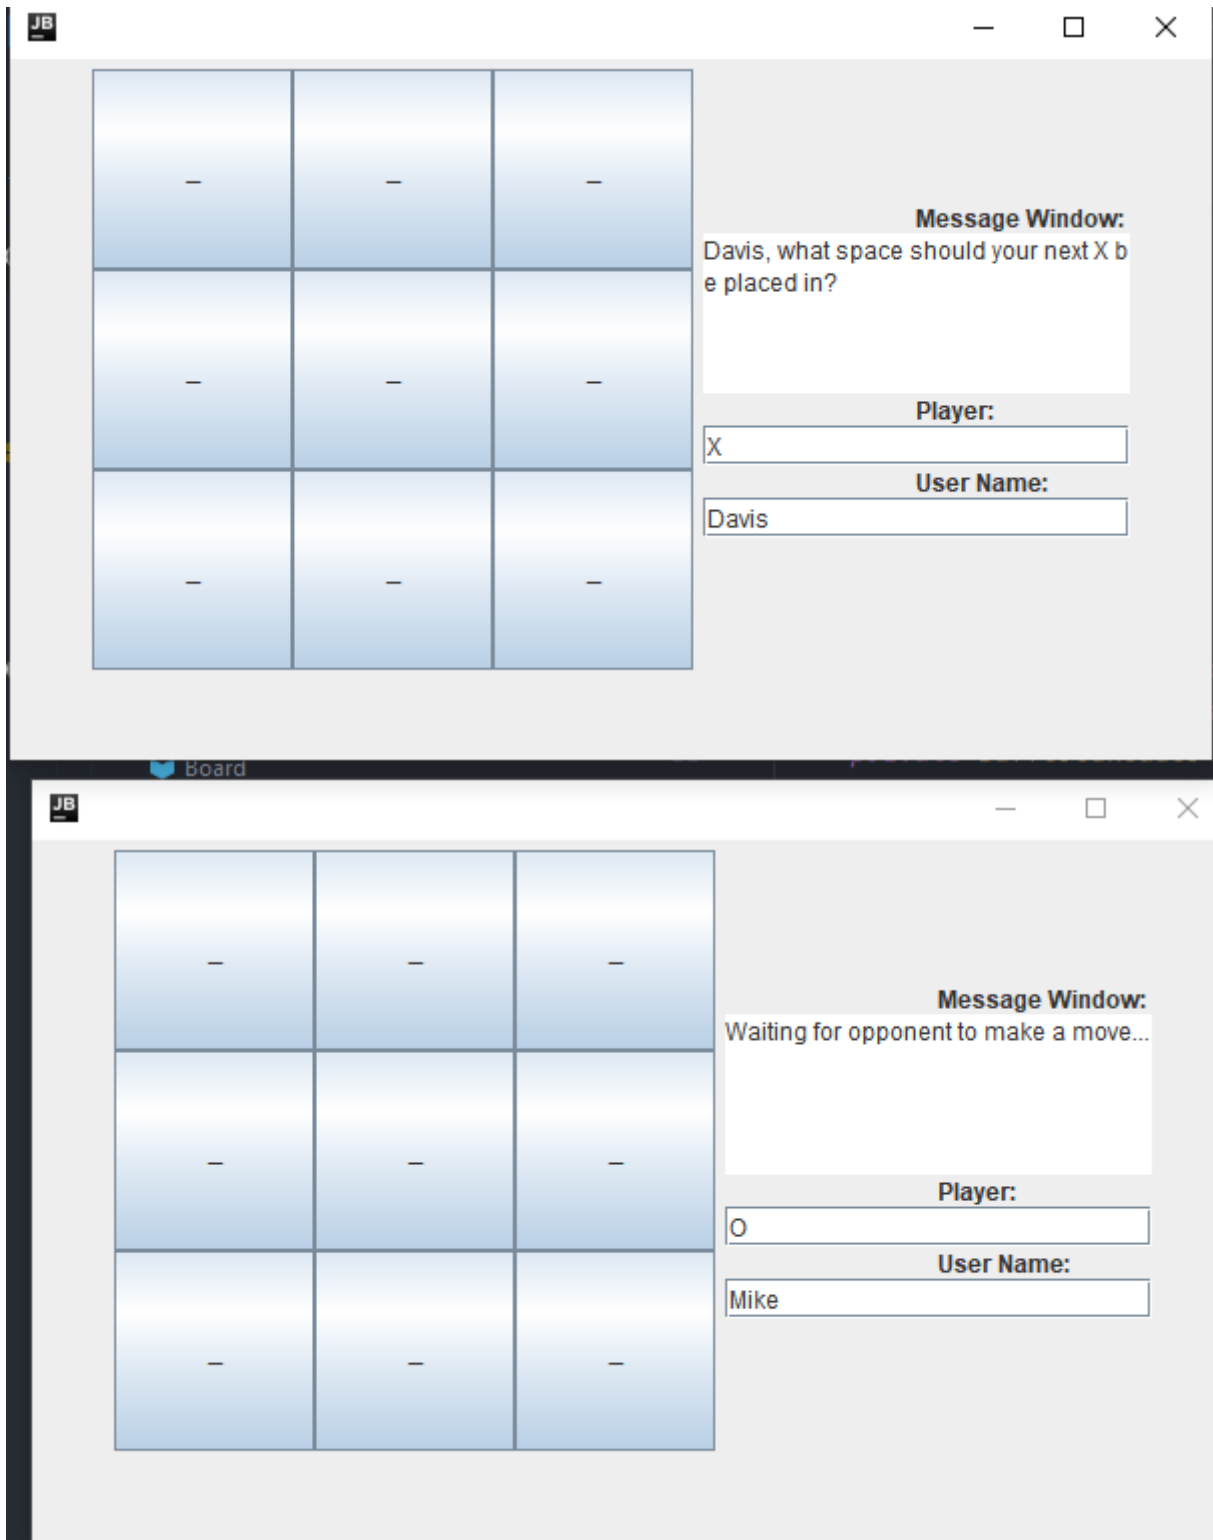 JB
_ _ _
Message Window:
Davis, what space should your next X b
e placed in?
_ _ _
Player:
X
User Name:
Davis
_ _ _
Board
JB
_ _ _
Message Window:
Waiting for opponent to make a move...
_ _ _
Player:
O
User Name:
Mike
_ _ _